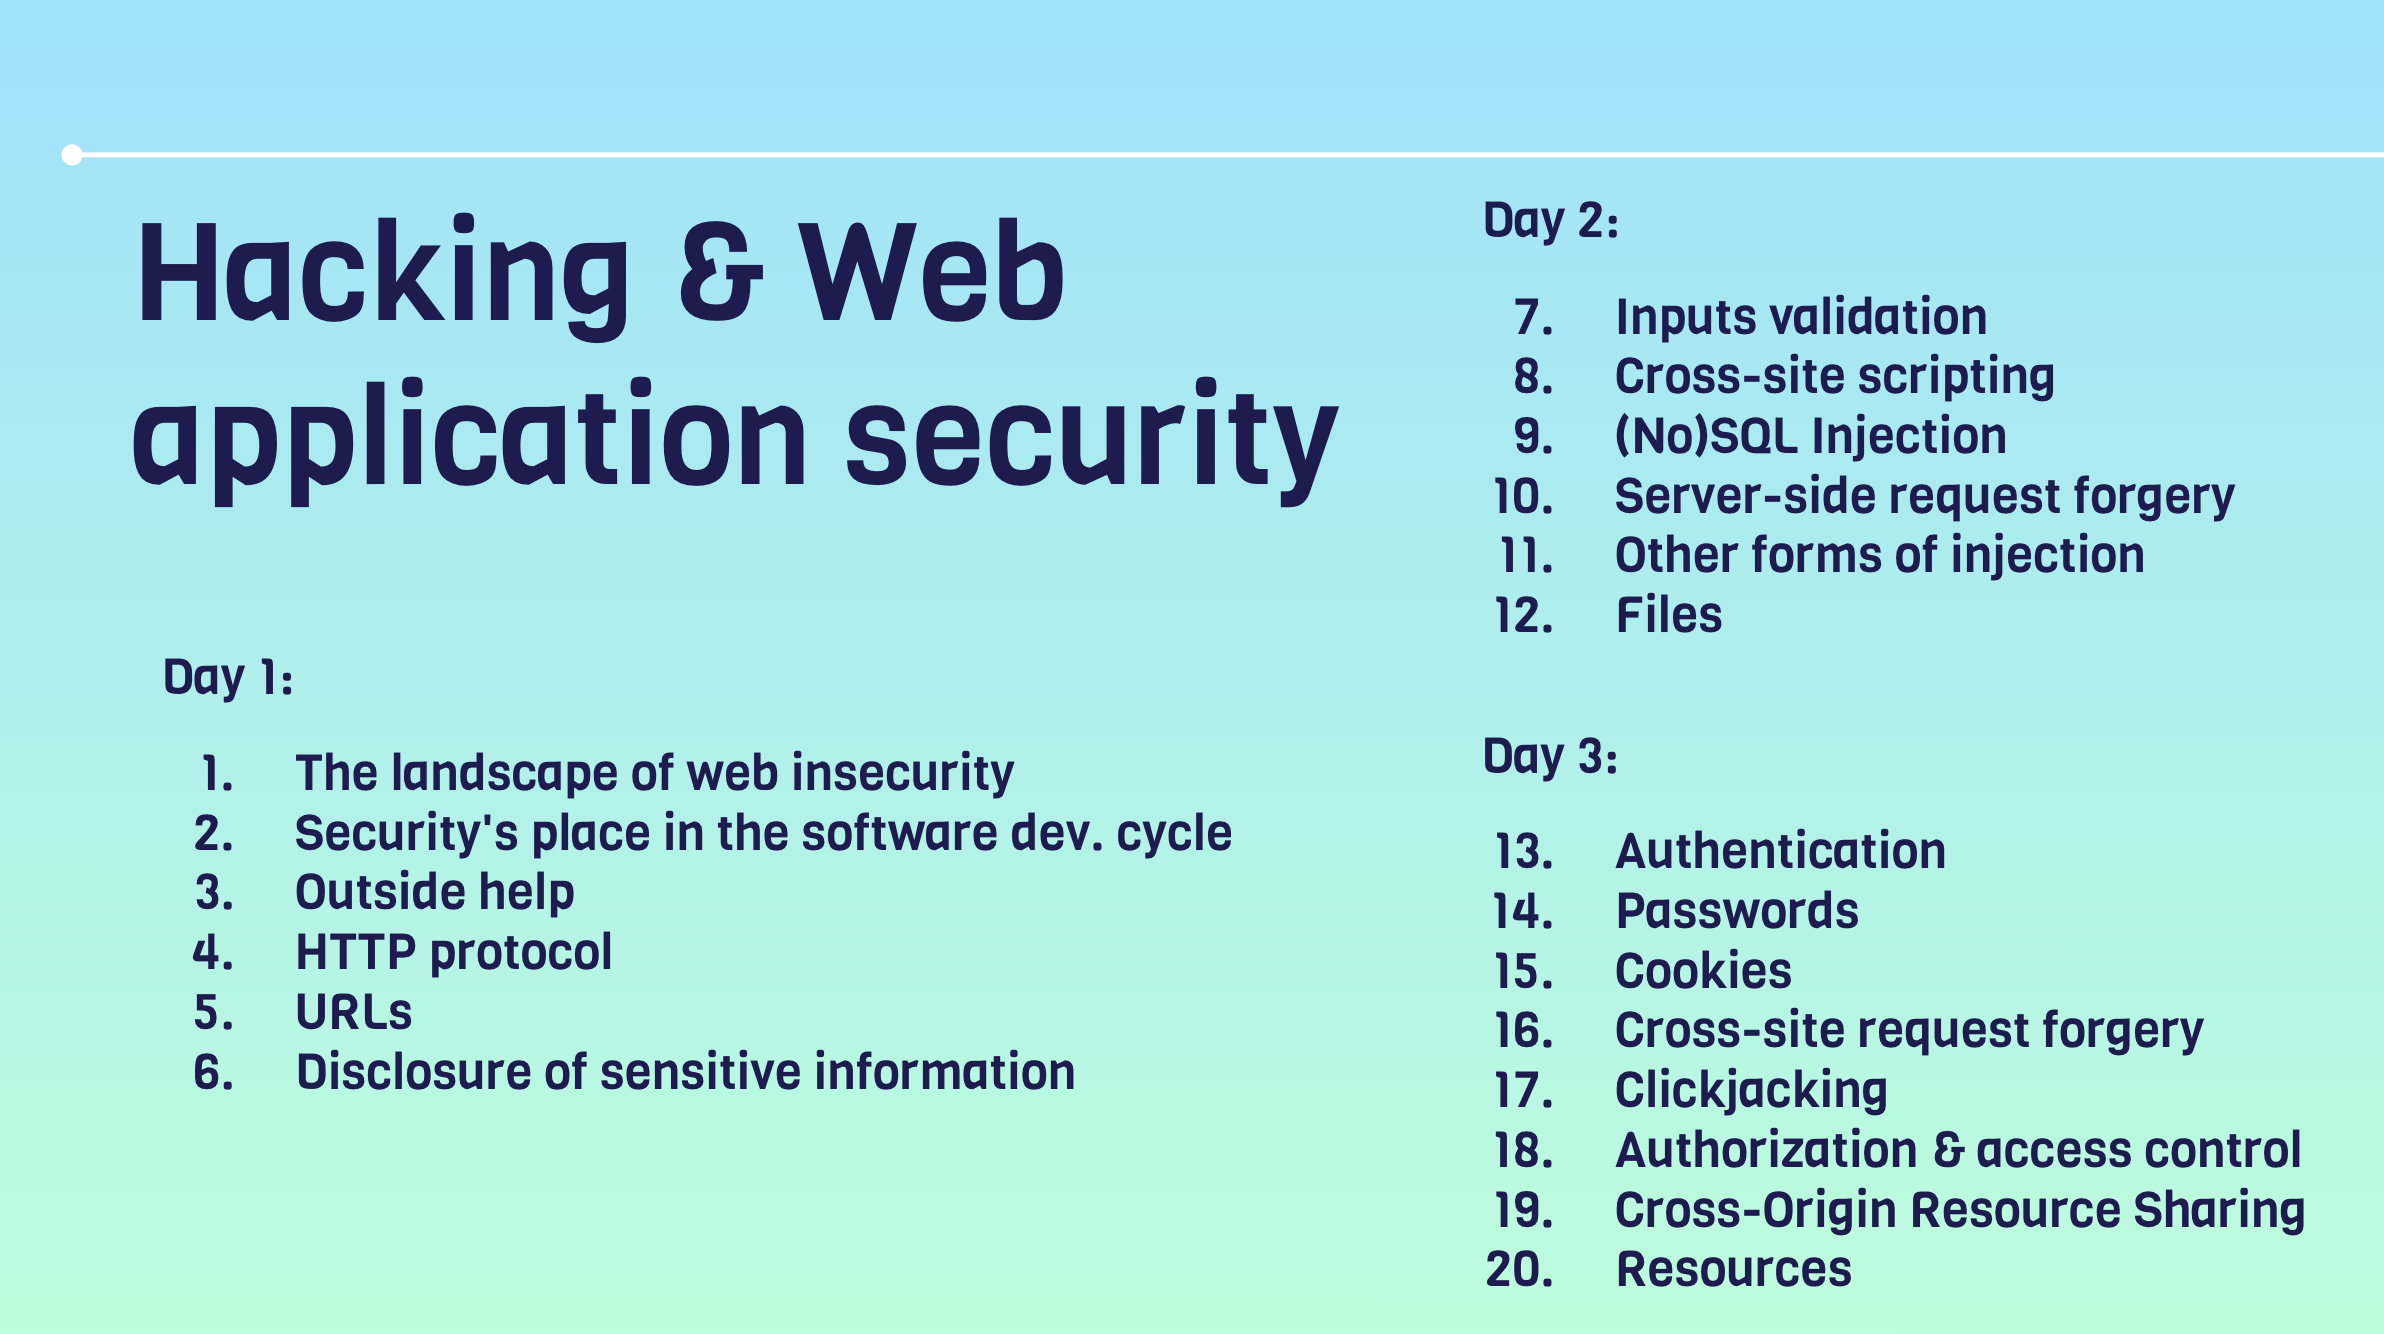 Hacking & Web
application security
Day 1:
1. The landscape of web insecurity
2. Security's place in the software dev. cycle
3. Outside help
4. HTTP protocol
5. URLs
6. Disclosure of sensitive information
Day 2:
7. Inputs validation
8. Cross-site scripting
9. (No)SQL Injection
10. Server-side request forgery
11. Other forms of injection
12. Files
Day 3:
13. Authentication
14. Passwords
15. Cookies
16. Cross-site request forgery
17. Clickjacking
18. Authorization & access control
19. Cross-Origin Resource Sharing
20. Resources